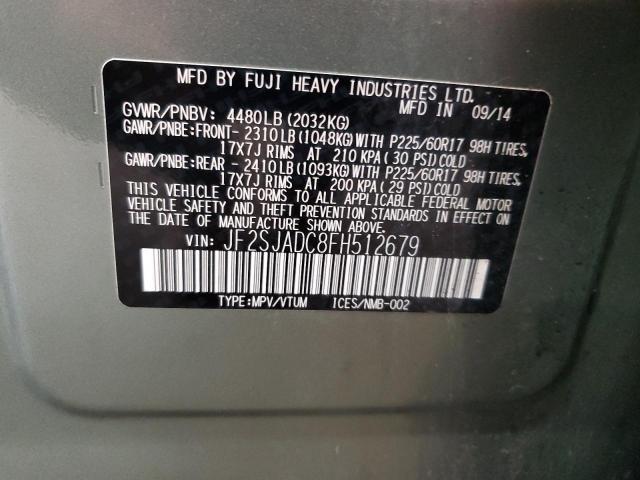 MFD BY FUJI HEAVY INDUSTRIES LTD.
MFD IN 09/14
GVWR/PNBV: 4480LB (2032KG)
GAWR/PNBE: FRONT- 2310LB (1048KG) WITH P225/60R17 98H TIRES,
17X7J RIMS AT 210 KPA ( 30 PSI) COLD
GAWR/PNBE: REAR - 2410LB (1093KG) WITH P225/60R17 98H TIRES,
17X7J RIMS AT 200 KPA ( 29 PSI) COLD
THIS VEHICLE CONFORMS TO ALL APPLICABLE FEDERAL MOTOR
VEHICLE SAFETY AND THEFT PREVENTION STANDARDS IN EFFECT ON
THE DATE OF MANUFACTURE SHOWN ABOVE.
VIN: JF2SJADC8FH512679
TYPE:MPV/VTUM ICES/NMB-002